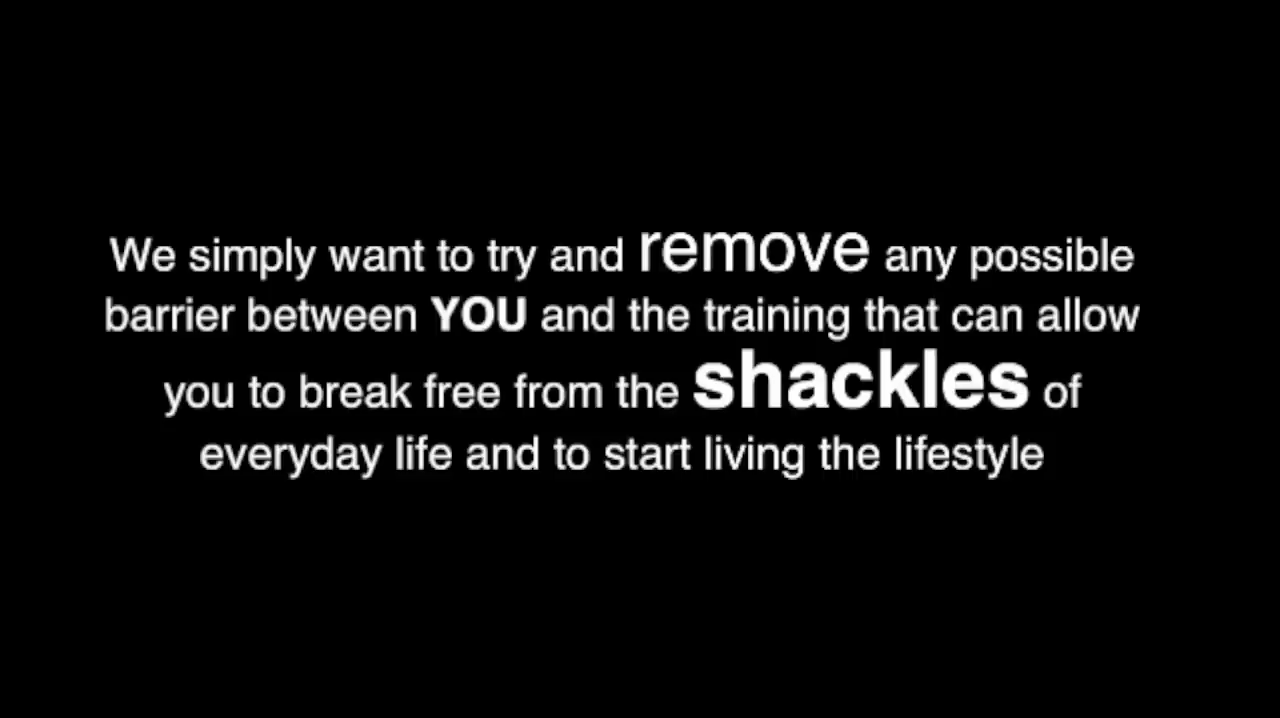 We simply want to try and remove any possible
barrier between YOU and the training that can allow
you to break free from the shackles of
everyday life and to start living the lifestyle